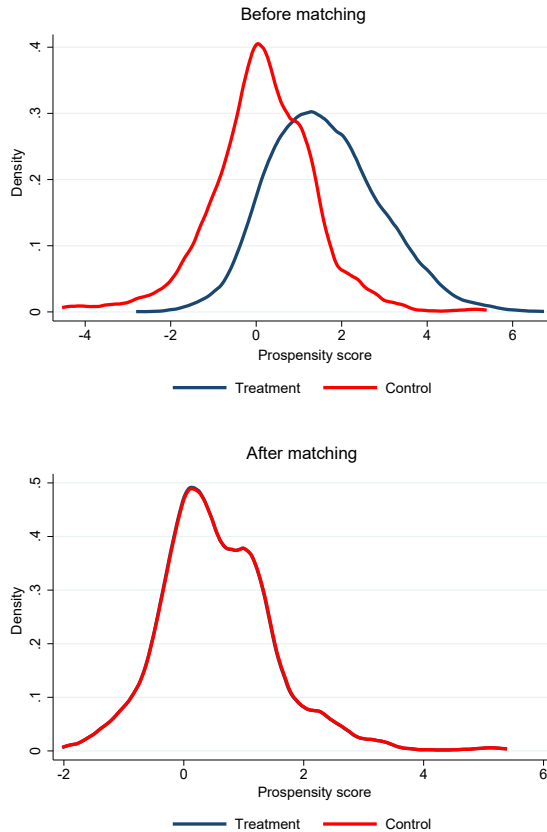 Before matching
.4
.3
.2
.1
0
Density
-4 -2 0 2 4 6
Prospensity score
Treatment Control
After matching
.5
.4
.3
.2
.1
0
Density
-2 0 2 4 6
Prospensity score
Treatment Control